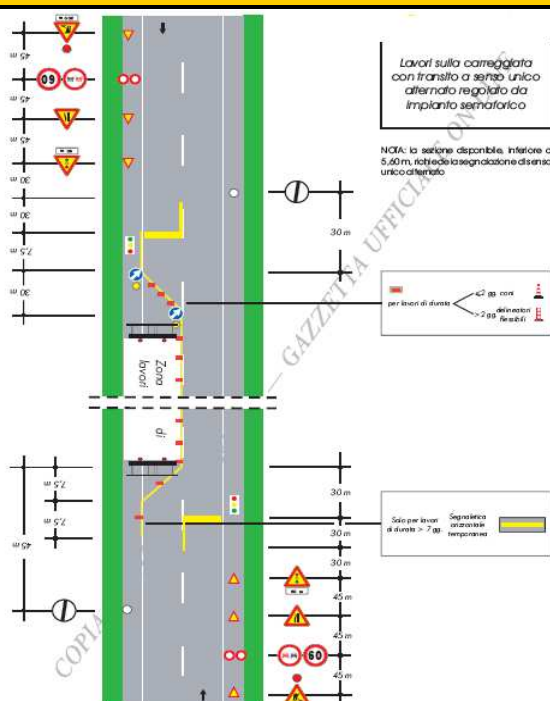 Lavori sulla carreggiata
con transito a senso unico
alternato regolato da
impianto semaforico
NOTA: la sezione disponibile, inferiore a
5,60 m, richiede la segnalazione di senso
unico alternato
45 m
60
45 m
45 m
30 m
30 m
7,5 m
30 m
30 m
per lavori di durata
≤2 gg. coni
>2 gg. delineatori
flessibili
Zona
di
lavori
COPIA
— GAZZETTA UFFICIALE ON-LINE
7,5 m
7,5 m
45 m
30 m
30 m
30 m
45 m
45 m
60
45 m
Solo per lavori
di durata > 7 gg.
Segnaletica
orizzontale
temporanea